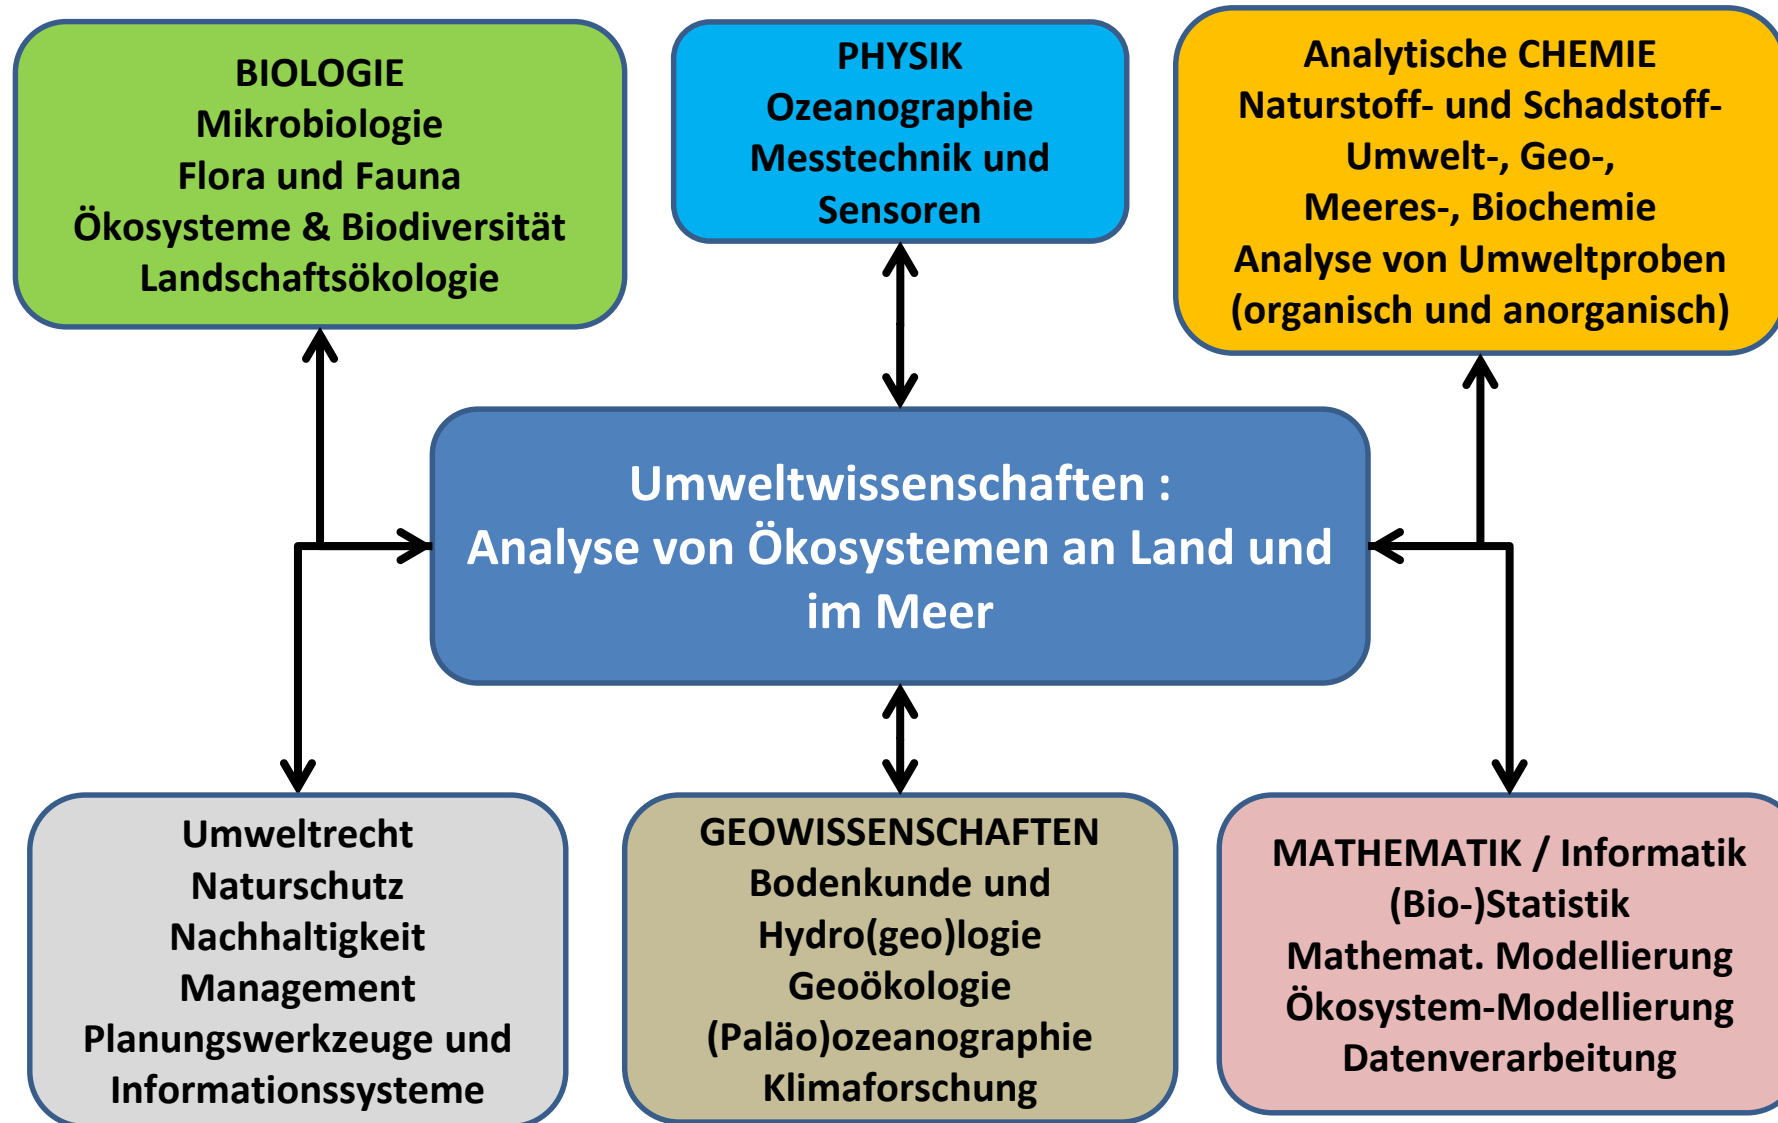 BIOLOGIE
Mikrobiologie
Flora und Fauna
Ökosysteme & Biodiversität
Landschaftsökologie
PHYSIK
Ozeanographie
Messtechnik und
Sensoren
Analytische CHEMIE
Naturstoff- und Schadstoff-
Umwelt-, Geo-,
Meeres-, Biochemie
Analyse von Umweltproben
(organisch und anorganisch)
Umweltwissenschaften :
Analyse von Ökosystemen an Land und
im Meer
Umweltrecht
Naturschutz
Nachhaltigkeit
Management
Planungswerkzeuge und
Informationssysteme
GEOWISSENSCHAFTEN
Bodenkunde und
Hydro(geo)logie
Geoökologie
(Paläo)ozeanographie
Klimaforschung
MATHEMATIK / Informatik
(Bio-)Statistik
Mathemat. Modellierung
Ökosystem-Modellierung
Datenverarbeitung